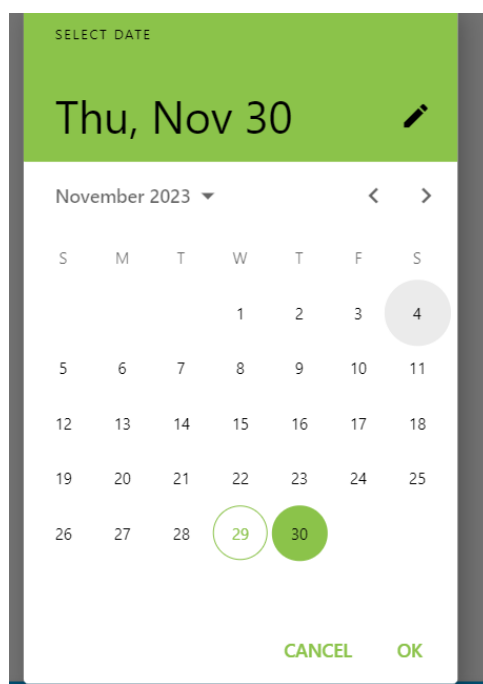 SELECT DATE
Thu, Nov 30
November 2023
S M T W T F S
1 2 3 4
5 6 7 8 9 10 11
12 13 14 15 16 17 18
19 20 21 22 23 24 25
26 27 28 29 30
CANCEL OK